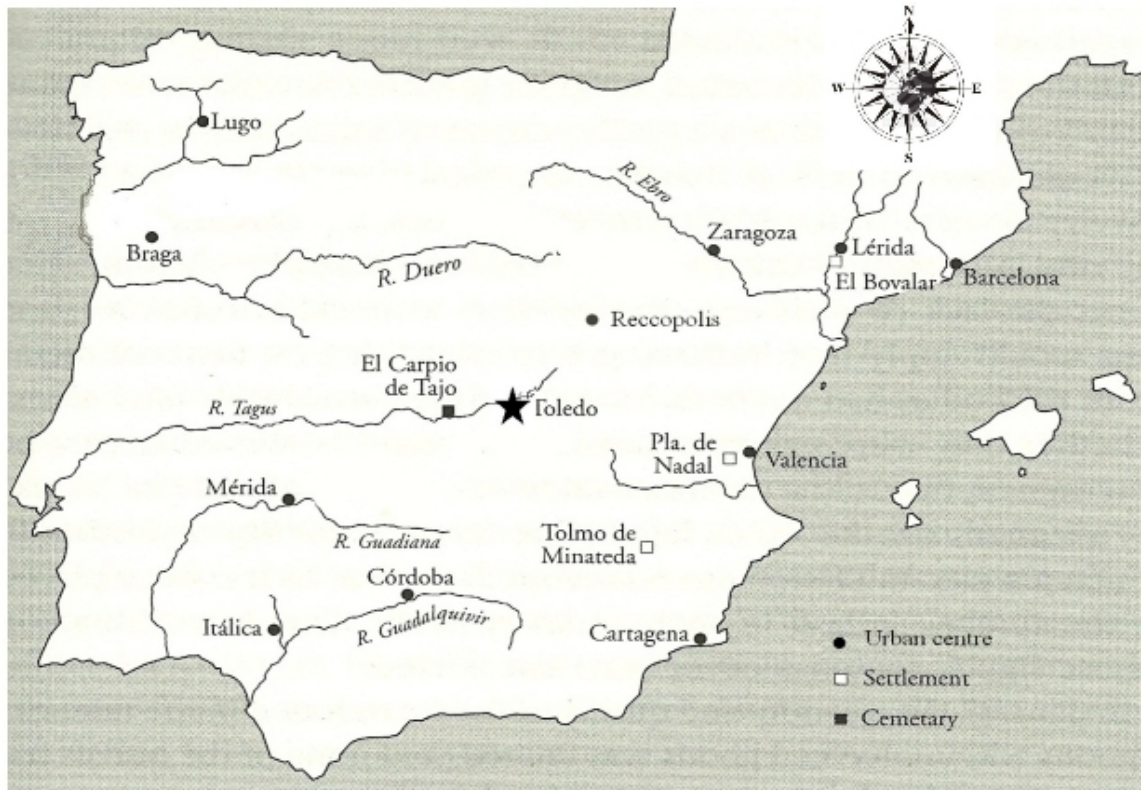 N
W
E
S
Lugo
R. Ebro
Braga
Zaragoza
Lérida
R. Duero
El Bovalar
Barcelona
Reccopolis
El Carpio
de Tajo
R. Tagus
Toledo
Pla. de
Nadal
Valencia
Mérida
R. Guadiana
Tolmo de
Minateda
Córdoba
Itálica
R. Guadalquivir
Cartagena
Urban centre
Settlement
Cemetary